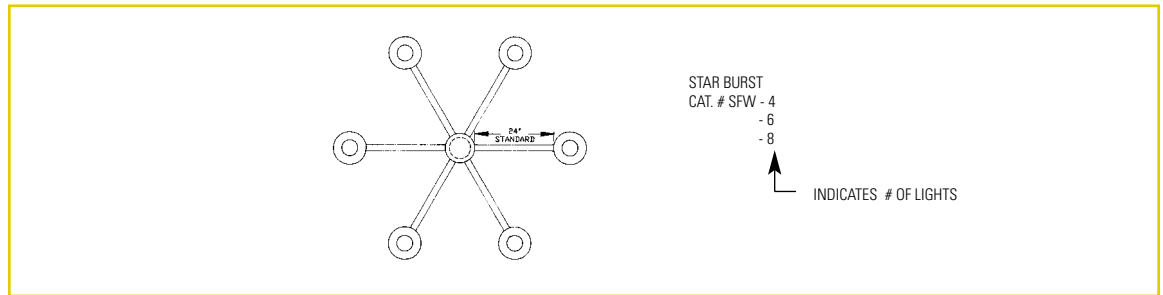 24"
STANDARD
STAR BURST
CAT. # SFW - 4
- 6
- 8
INDICATES # OF LIGHTS